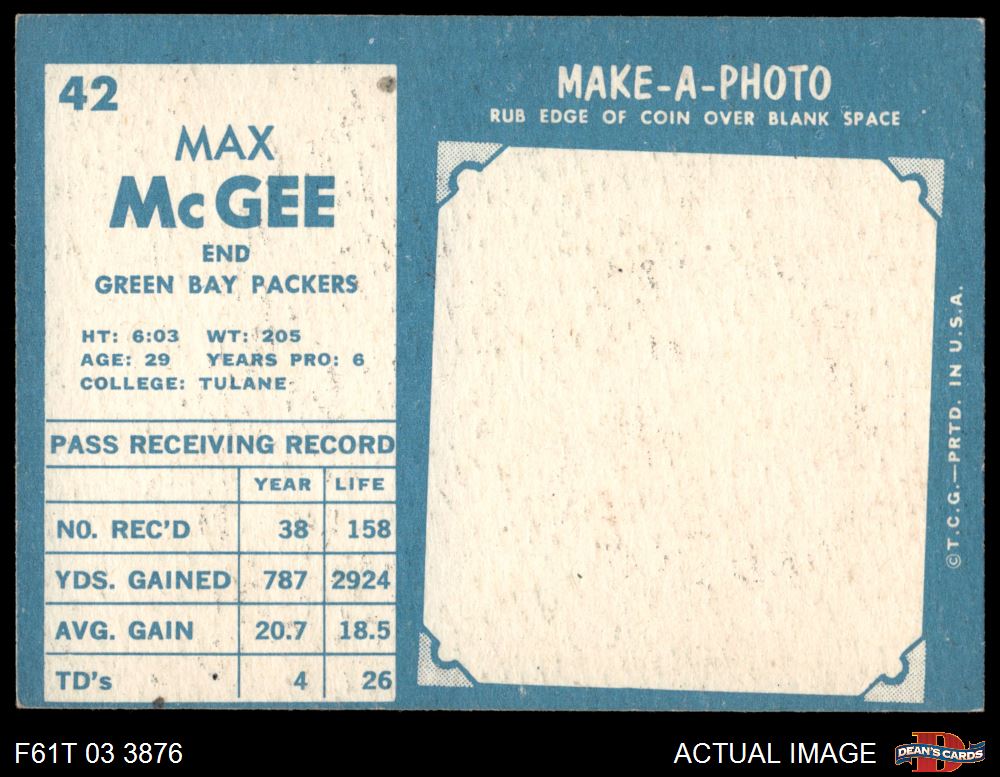 42
MAX
McGEE
END
GREEN BAY PACKERS
HT: 6:03 WT: 205
AGE: 29 YEARS PRO: 6
COLLEGE: TULANE
PASS RECEIVING RECORD
YEAR LIFE
NO. REC'D 38 158
YDS. GAINED 787 2924
AVG. GAIN 20.7 18.5
TD's 4 26
MAKE-A-PHOTO
RUB EDGE OF COIN OVER BLANK SPACE
©T.C.G.—PRTD. IN U.S.A.
F61T 03 3876
ACTUAL IMAGE
DEAN'S CARDS